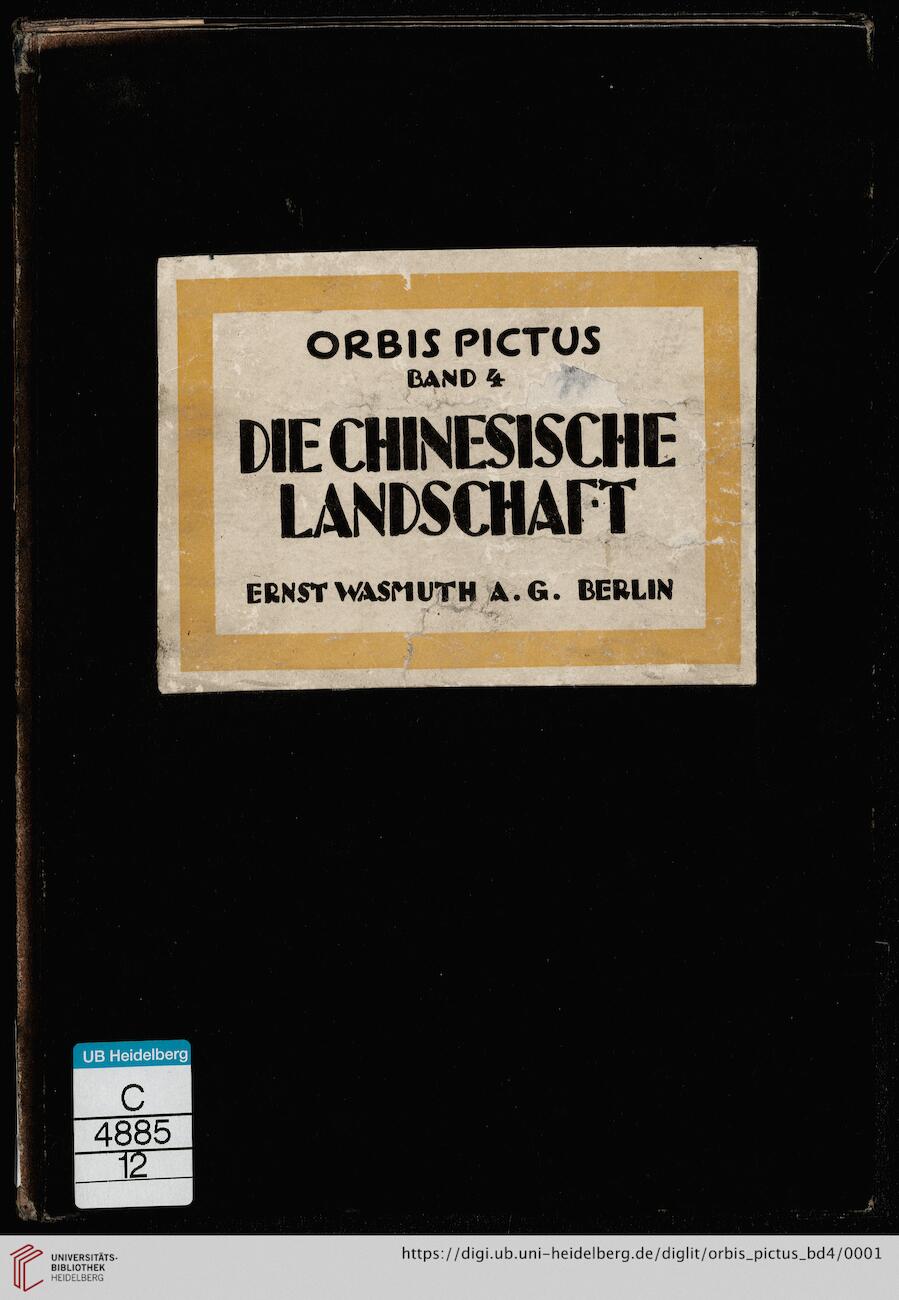 ORBIS PICTUS
BAND 4
DIE CHINESISCHE
LANDSCHAFT
ERNST WASMUTH A. G. BERLIN
UB Heidelberg
C
4885
12
UNIVERSITÄTS-
BIBLIOTHEK
HEIDELBERG
https://digi.ub.uni-heidelberg.de/diglit/orbis_pictus_bd4/0001